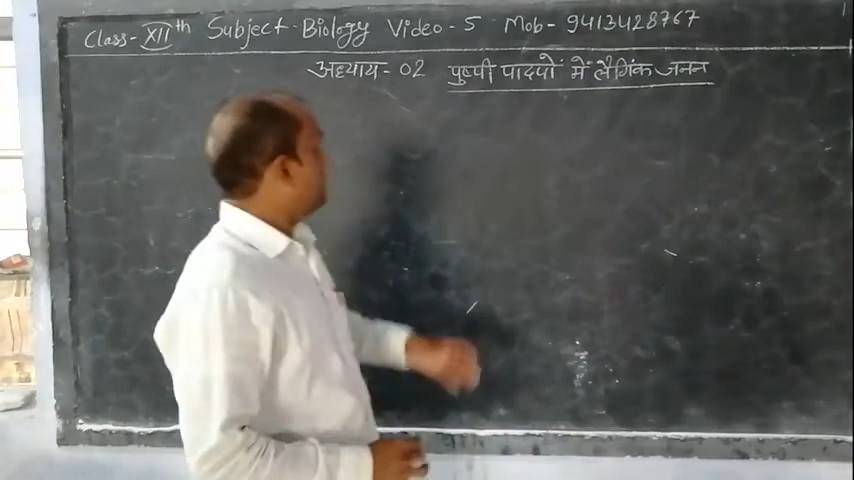 Class- XIIth Subject - Biology Video - 5 Mob- 9413428767
अध्याय - 02 पुष्पी पादपों में लैंगिक जनन